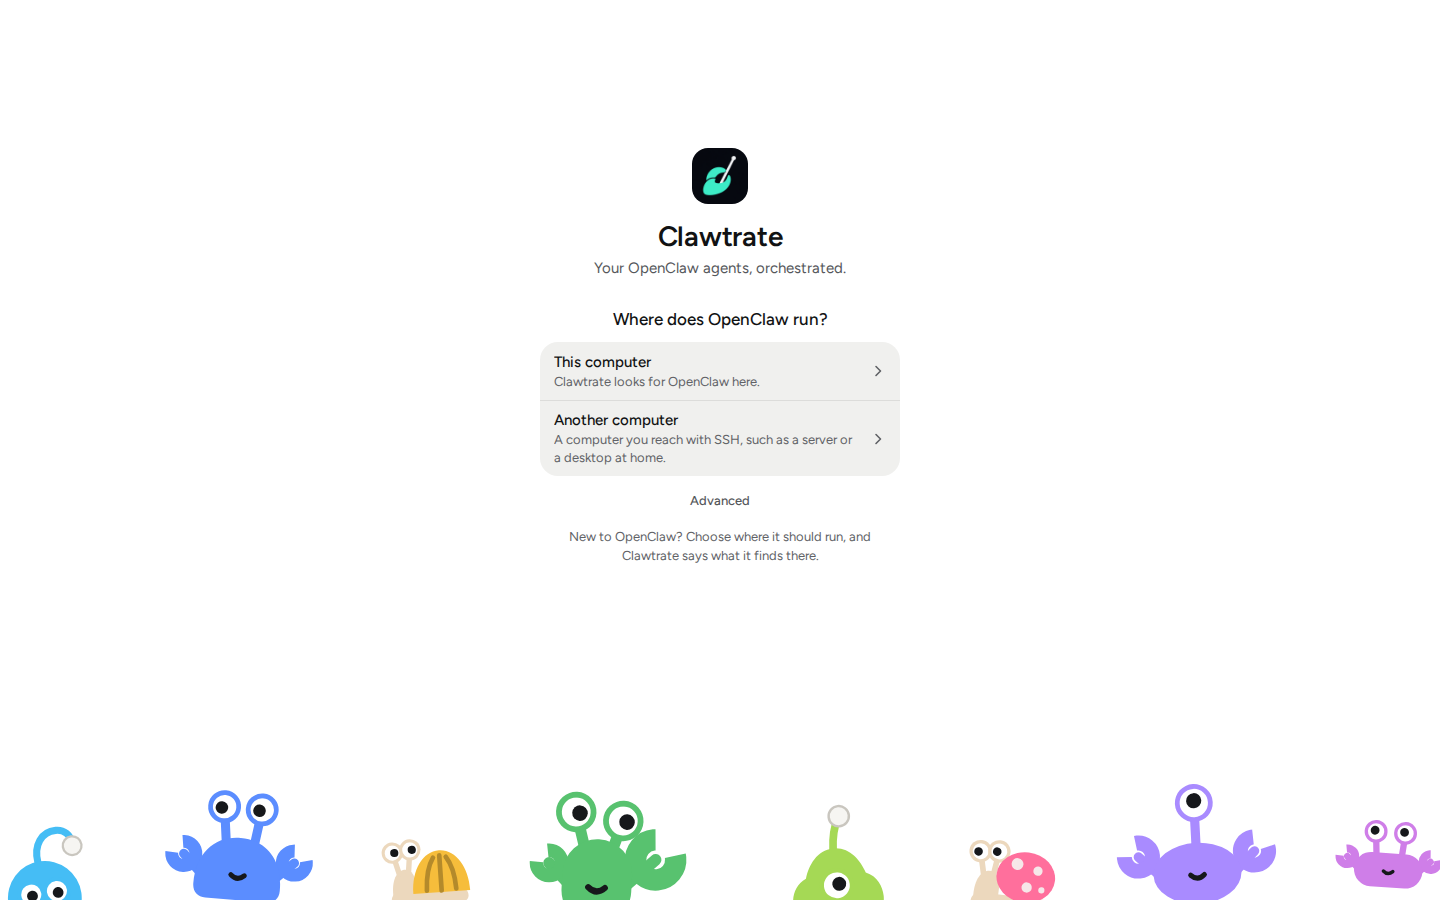 Clawtrate
Your OpenClaw agents, orchestrated.
Where does OpenClaw run?
This computer
Clawtrate looks for OpenClaw here.
Another computer
A computer you reach with SSH, such as a server or
a desktop at home.
Advanced
New to OpenClaw? Choose where it should run, and
Clawtrate says what it finds there.